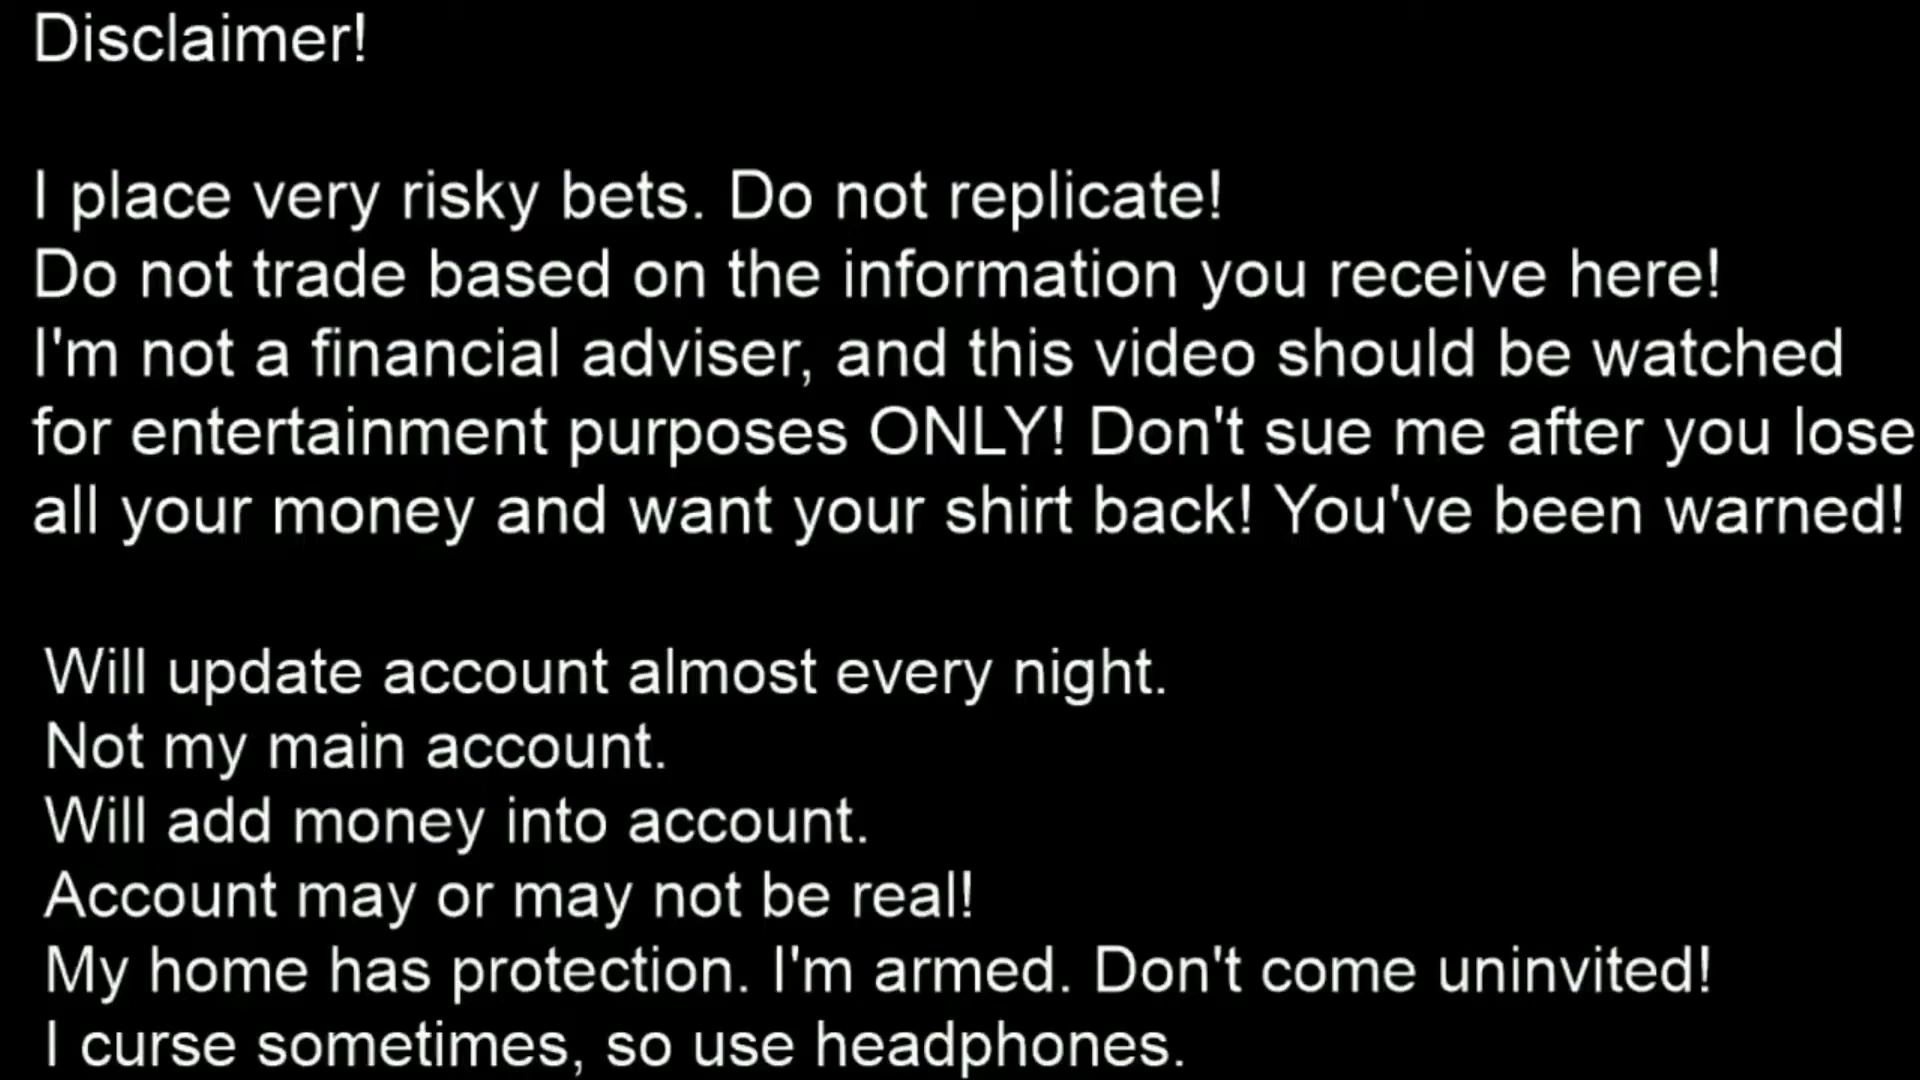 Disclaimer!
I place very risky bets. Do not replicate!
Do not trade based on the information you receive here!
I'm not a financial adviser, and this video should be watched
for entertainment purposes ONLY! Don't sue me after you lose
all your money and want your shirt back! You've been warned!
Will update account almost every night.
Not my main account.
Will add money into account.
Account may or may not be real!
My home has protection. I'm armed. Don't come uninvited!
I curse sometimes, so use headphones.